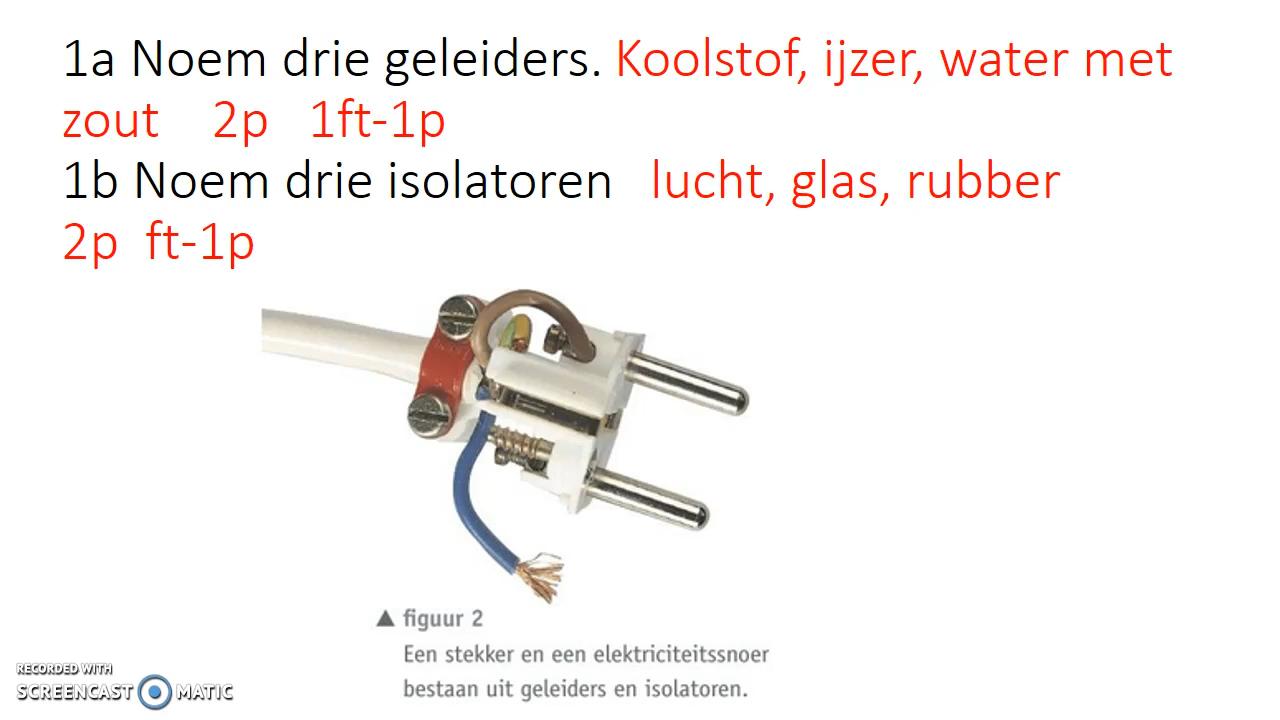 1a Noem drie geleiders. Koolstof, ijzer, water met
zout 2p 1ft-1p
1b Noem drie isolatoren lucht, glas, rubber
2p ft-1p
▲ figuur 2
Een stekker en een elektriciteitssnoer
bestaan uit geleiders en isolatoren.
RECORDED WITH
SCREENCAST MATIC